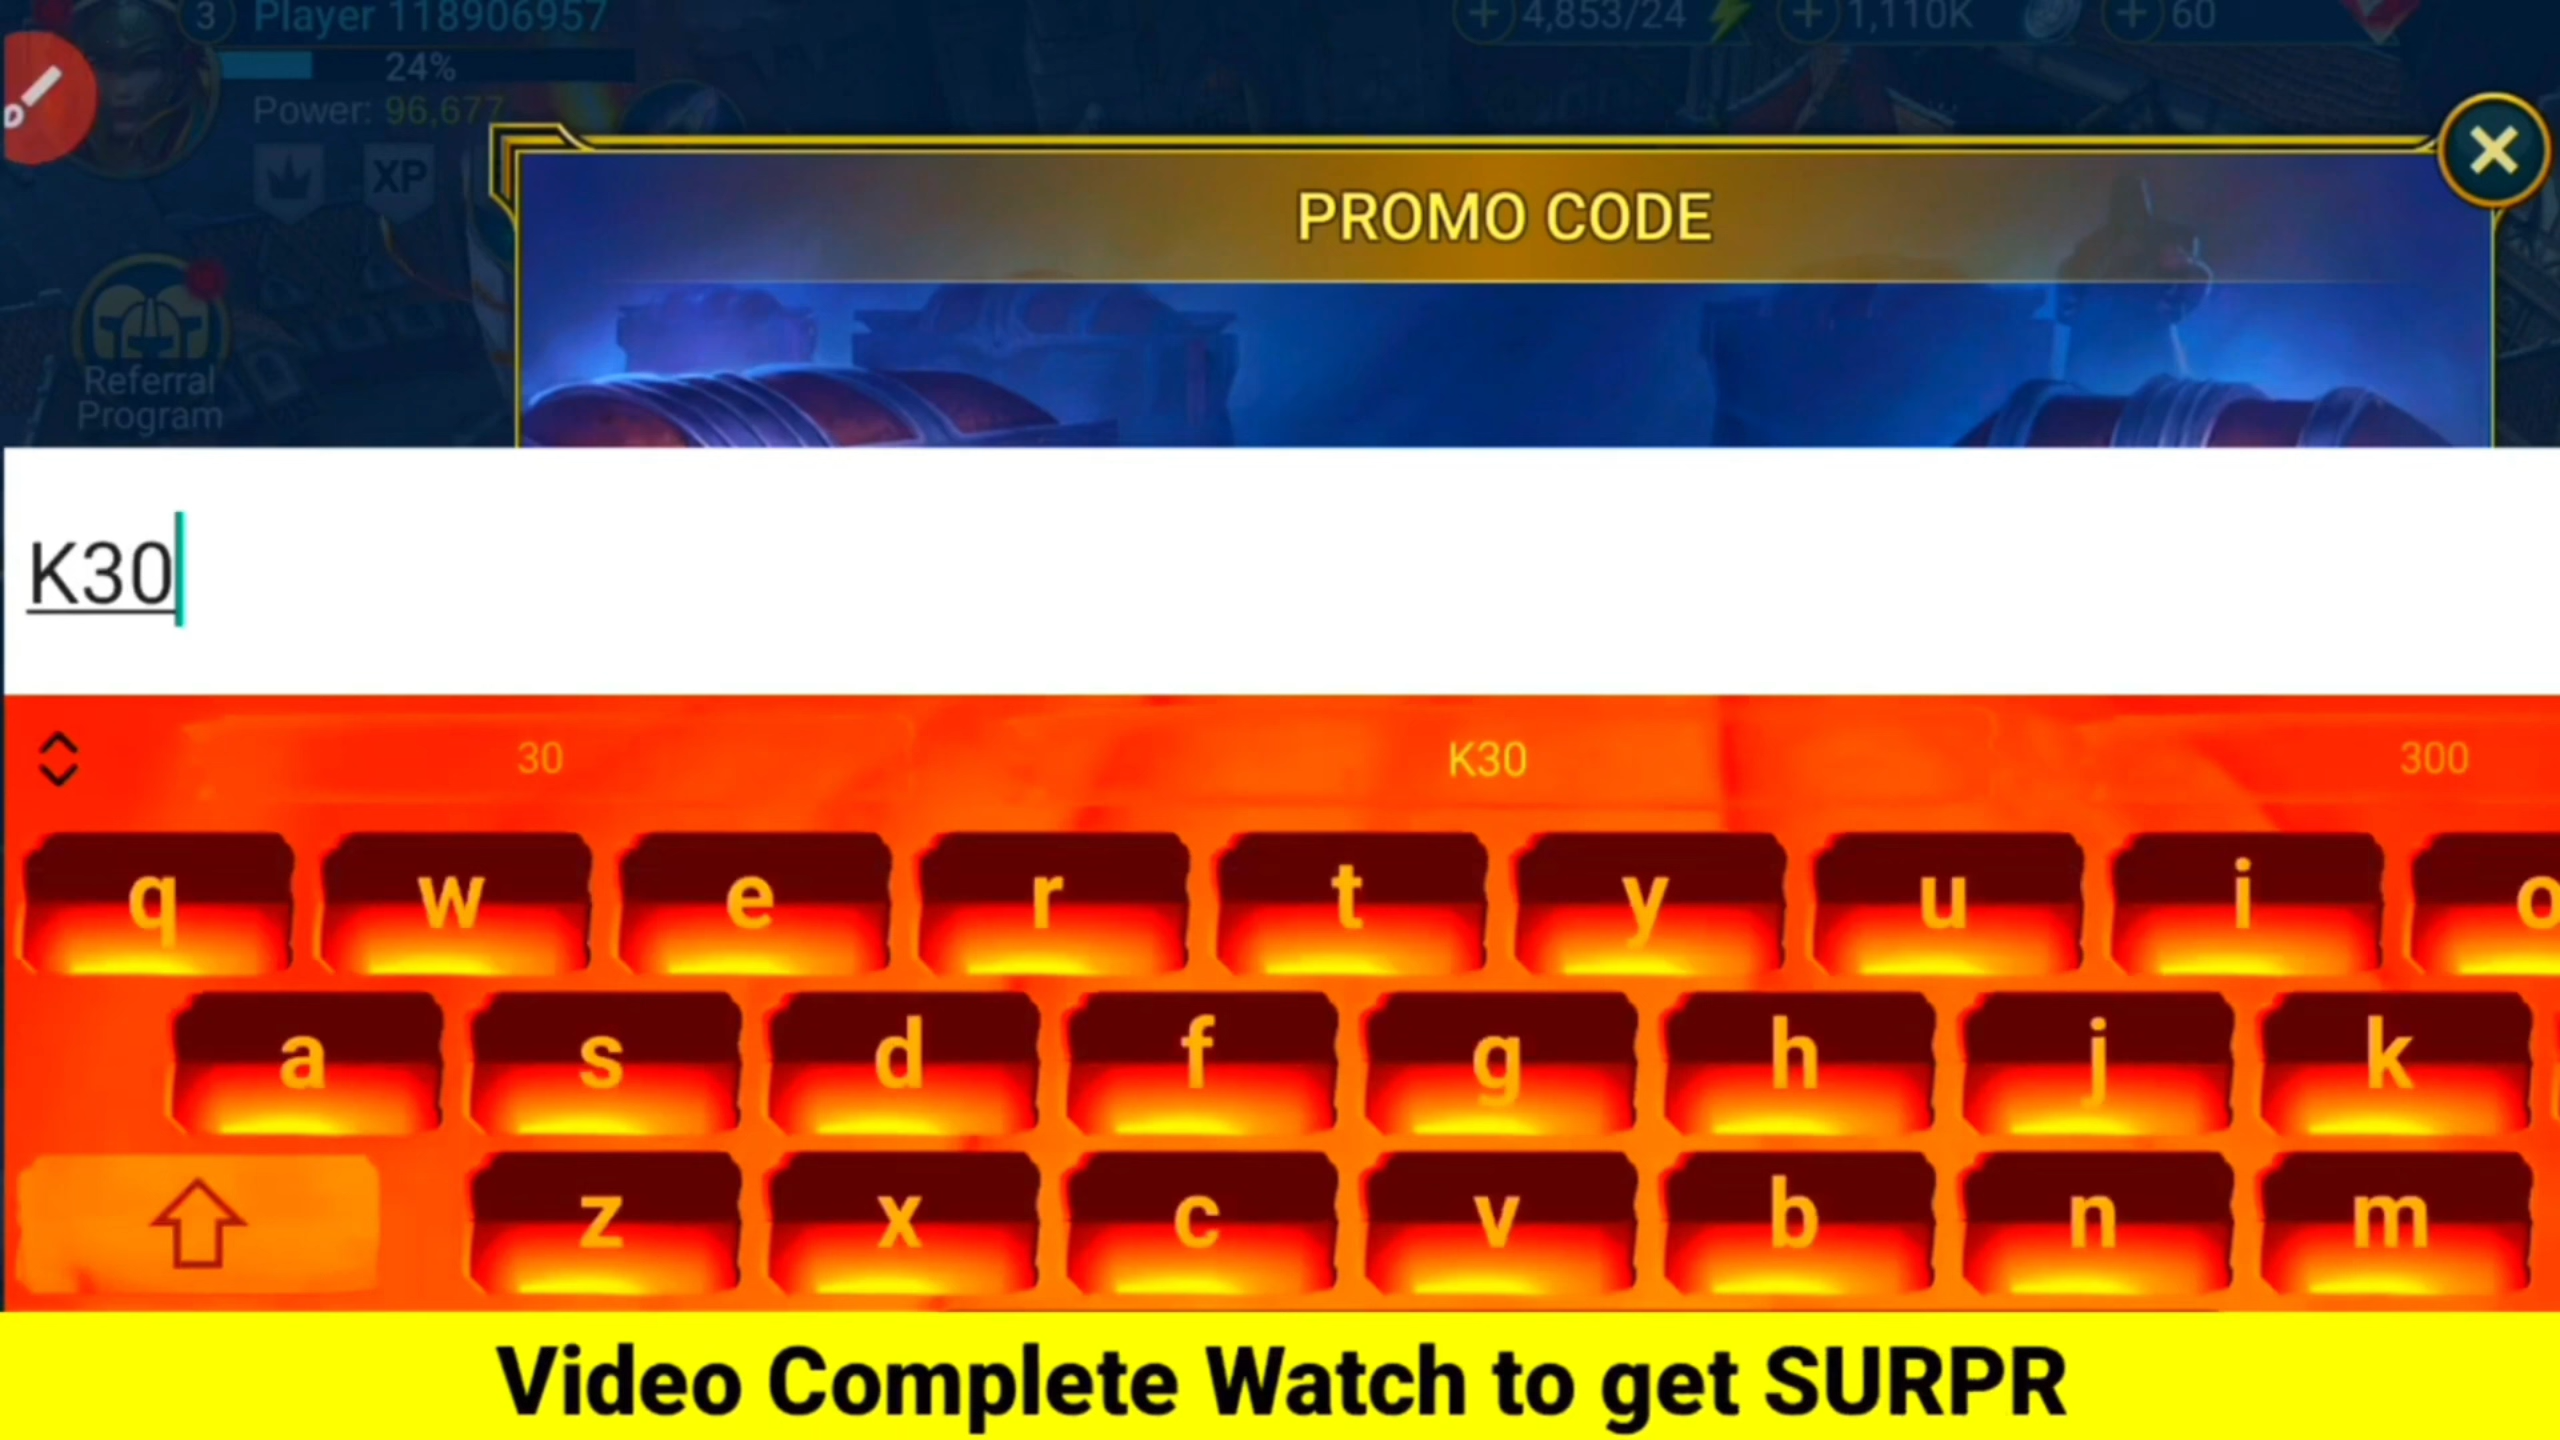 3 Player 118906957
4,853/24
1,110K
60
24%
Power: 96,677
XP
PROMO CODE
Referral
Program
K30
30 K30 300
q w e r t y u i o
a s d f g h j k
z x c v b n m
Video Complete Watch to get SURPR